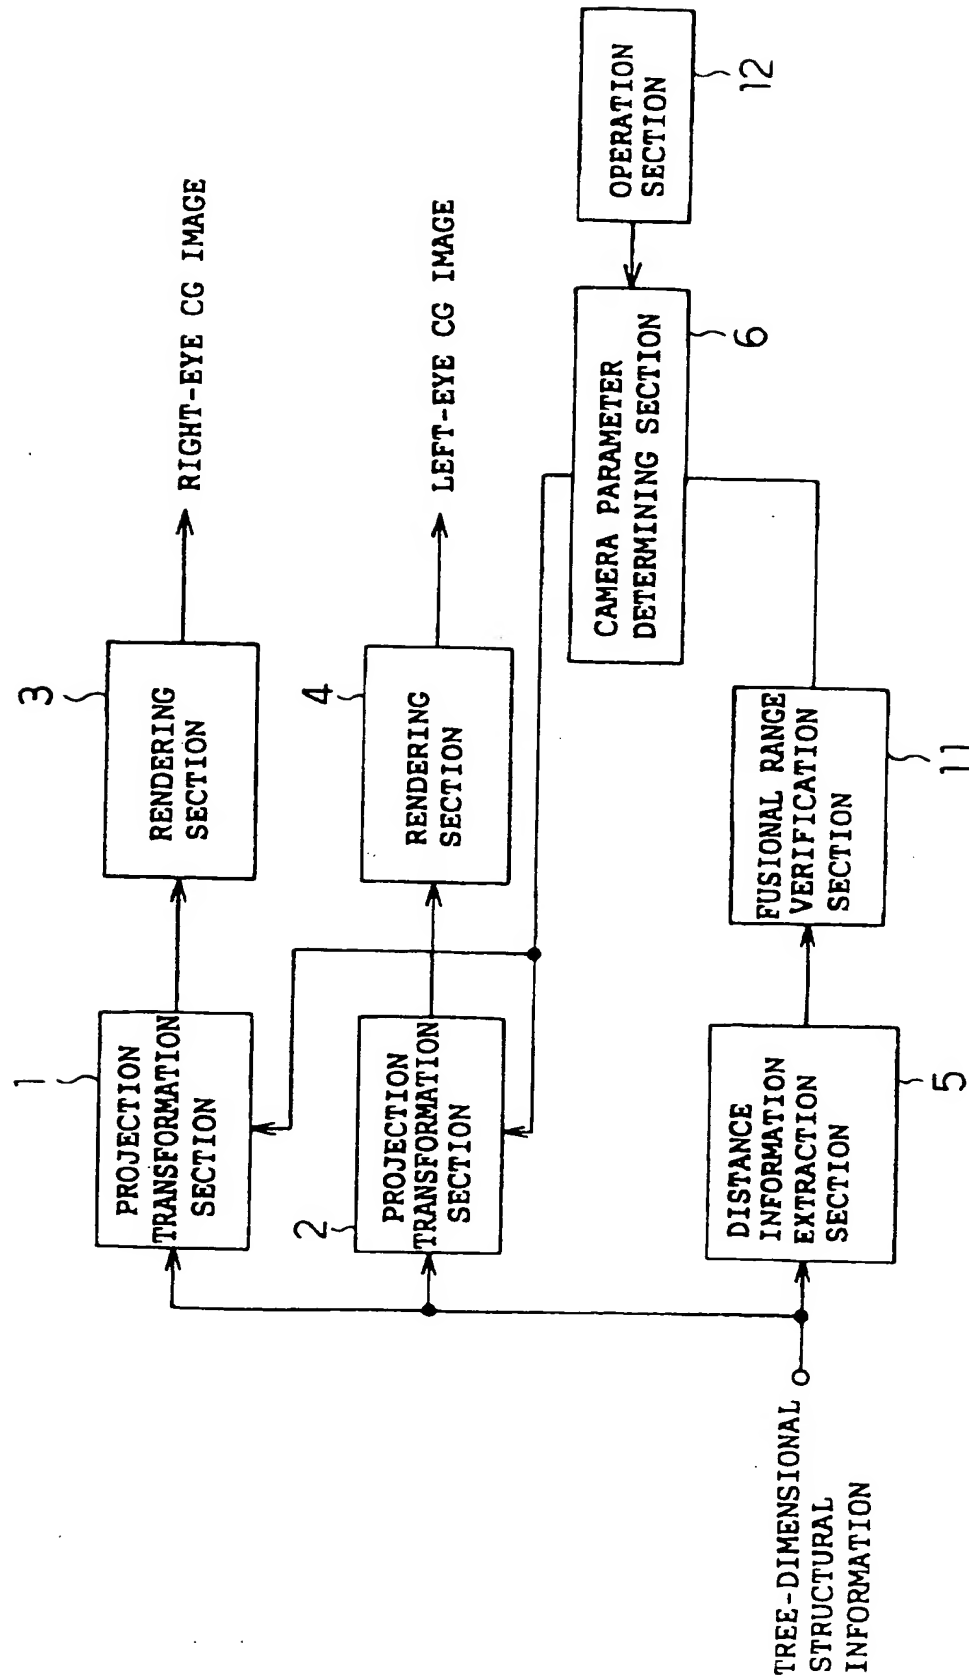 TREE-DIMENSIONAL
STRUCTURAL
INFORMATION
1
PROJECTION
TRANSFORMATION
SECTION
3
RENDERING
SECTION
RIGHT-EYE CG IMAGE
2
PROJECTION
TRANSFORMATION
SECTION
4
RENDERING
SECTION
LEFT-EYE CG IMAGE
DISTANCE
INFORMATION
EXTRACTION
SECTION
5
FUSIONAL RANGE
VERIFICATION
SECTION
11
CAMERA PARAMETER
DETERMINING SECTION
6
OPERATION
SECTION
12